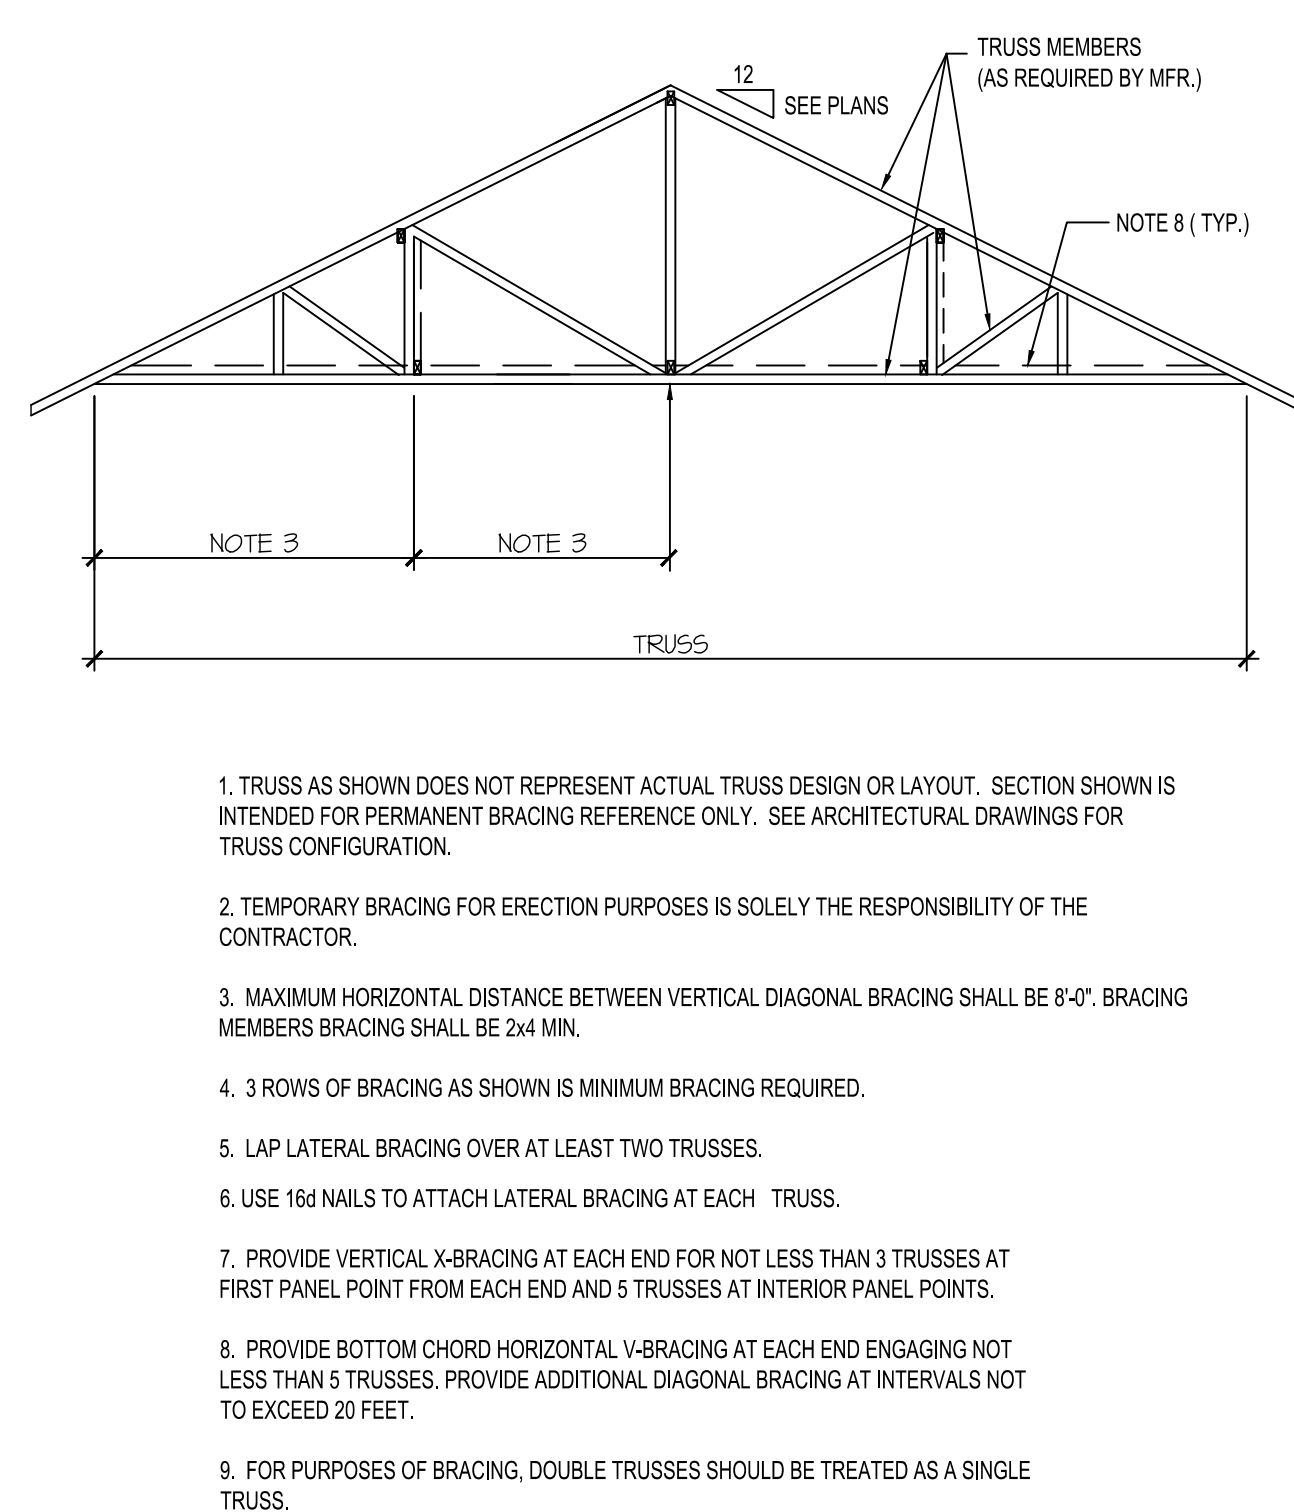 TRUSS MEMBERS
(AS REQUIRED BY MFR.)
12
SEE PLANS
NOTE 8 ( TYP.)
NOTE 3
NOTE 3
TRUSS
1. TRUSS AS SHOWN DOES NOT REPRESENT ACTUAL TRUSS DESIGN OR LAYOUT. SECTION SHOWN IS
INTENDED FOR PERMANENT BRACING REFERENCE ONLY. SEE ARCHITECTURAL DRAWINGS FOR
TRUSS CONFIGURATION.
2. TEMPORARY BRACING FOR ERECTION PURPOSES IS SOLELY THE RESPONSIBILITY OF THE
CONTRACTOR.
3. MAXIMUM HORIZONTAL DISTANCE BETWEEN VERTICAL DIAGONAL BRACING SHALL BE 8'-0". BRACING
MEMBERS BRACING SHALL BE 2x4 MIN.
4. 3 ROWS OF BRACING AS SHOWN IS MINIMUM BRACING REQUIRED.
5. LAP LATERAL BRACING OVER AT LEAST TWO TRUSSES.
6. USE 16d NAILS TO ATTACH LATERAL BRACING AT EACH TRUSS.
7. PROVIDE VERTICAL X-BRACING AT EACH END FOR NOT LESS THAN 3 TRUSSES AT
FIRST PANEL POINT FROM EACH END AND 5 TRUSSES AT INTERIOR PANEL POINTS.
8. PROVIDE BOTTOM CHORD HORIZONTAL V-BRACING AT EACH END ENGAGING NOT
LESS THAN 5 TRUSSES. PROVIDE ADDITIONAL DIAGONAL BRACING AT INTERVALS NOT
TO EXCEED 20 FEET.
9. FOR PURPOSES OF BRACING, DOUBLE TRUSSES SHOULD BE TREATED AS A SINGLE
TRUSS.